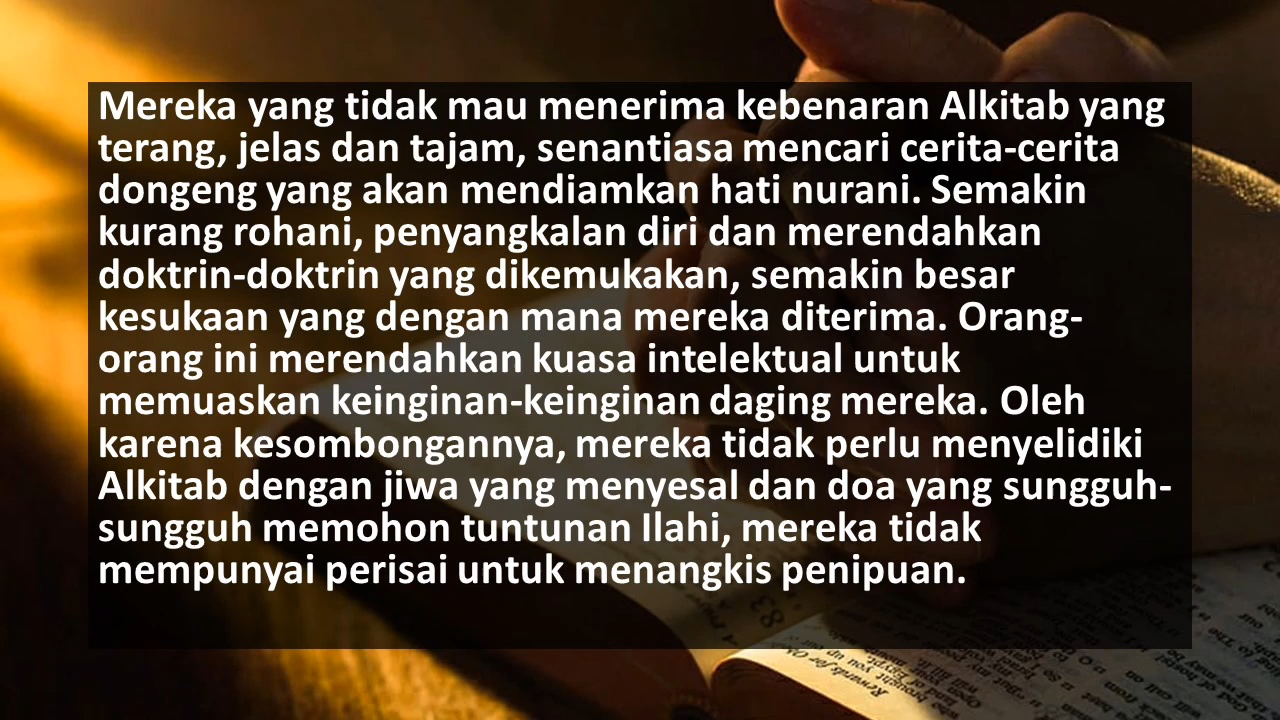 Mereka yang tidak mau menerima kebenaran Alkitab yang
terang, jelas dan tajam, senantiasa mencari cerita-cerita
dongeng yang akan mendiamkan hati nurani. Semakin
kurang rohani, penyangkalan diri dan merendahkan
doktrin-doktrin yang dikemukakan, semakin besar
kesukaan yang dengan mana mereka diterima. Orang-
orang ini merendahkan kuasa intelektual untuk
memuaskan keinginan-keinginan daging mereka. Oleh
karena kesombongannya, mereka tidak perlu menyelidiki
Alkitab dengan jiwa yang menyesal dan doa yang sungguh-
sungguh memohon tuntunan Ilahi, mereka tidak
mempunyai perisai untuk menangkis penipuan.